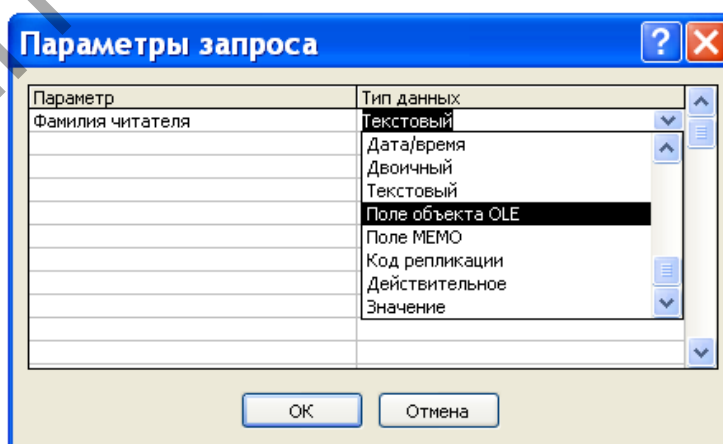 Параметры запроса
Параметр Тип данных
Фамилия читателя Текстовый
Дата/время
Двоичный
Текстовый
Поле объекта OLE
Поле МЕМО
Код репликации
Действительное
Значение
ОК Отмена